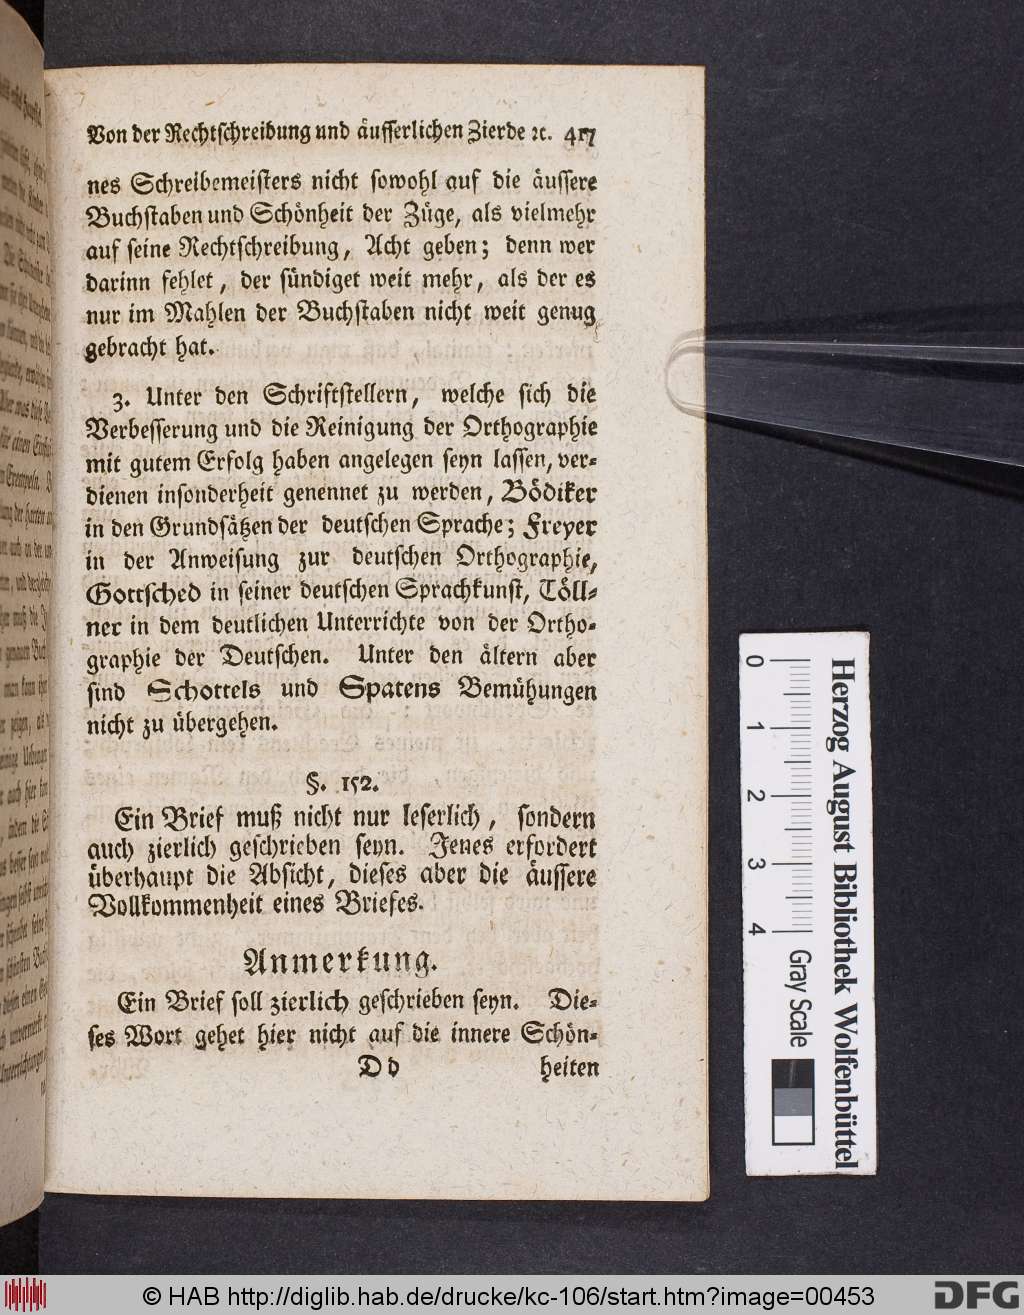 Von der Rechtschreibung und äusserlichen Zierde ꝛc. 417
nes Schreibemeisters nicht sowohl auf die äussere
Buchstaben und Schönheit der Züge, als vielmehr
auf seine Rechtschreibung, Acht geben; denn wer
darinn fehlet, der sündiget weit mehr, als der es
nur im Mahlen der Buchstaben nicht weit genug
gebracht hat.
3. Unter den Schriftstellern, welche sich die
Verbesserung und die Reinigung der Orthographie
mit gutem Erfolg haben angelegen seyn lassen, ver-
dienen insonderheit genennet zu werden, Bödiker
in den Grundsätzen der deutschen Sprache; Freyer
in der Anweisung zur deutschen Orthographie,
Gottsched in seiner deutschen Sprachkunst, Töll-
ner in dem deutlichen Unterrichte von der Ortho-
graphie der Deutschen. Unter den ältern aber
sind Schottels und Spatens Bemühungen
nicht zu übergehen.
§. 152.
Ein Brief muß nicht nur leserlich, sondern
auch zierlich geschrieben seyn. Jenes erfordert
überhaupt die Absicht, dieses aber die äussere
Vollkommenheit eines Briefes.
Anmerkung.
Ein Brief soll zierlich geschrieben seyn. Die-
ses Wort gehet hier nicht auf die innere Schön-
Dd heiten
Herzog August Bibliothek Wolfenbüttel
0 1 2 3 4 Gray Scale
© HAB http://diglib.hab.de/drucke/kc-106/start.htm?image=00453
DFG